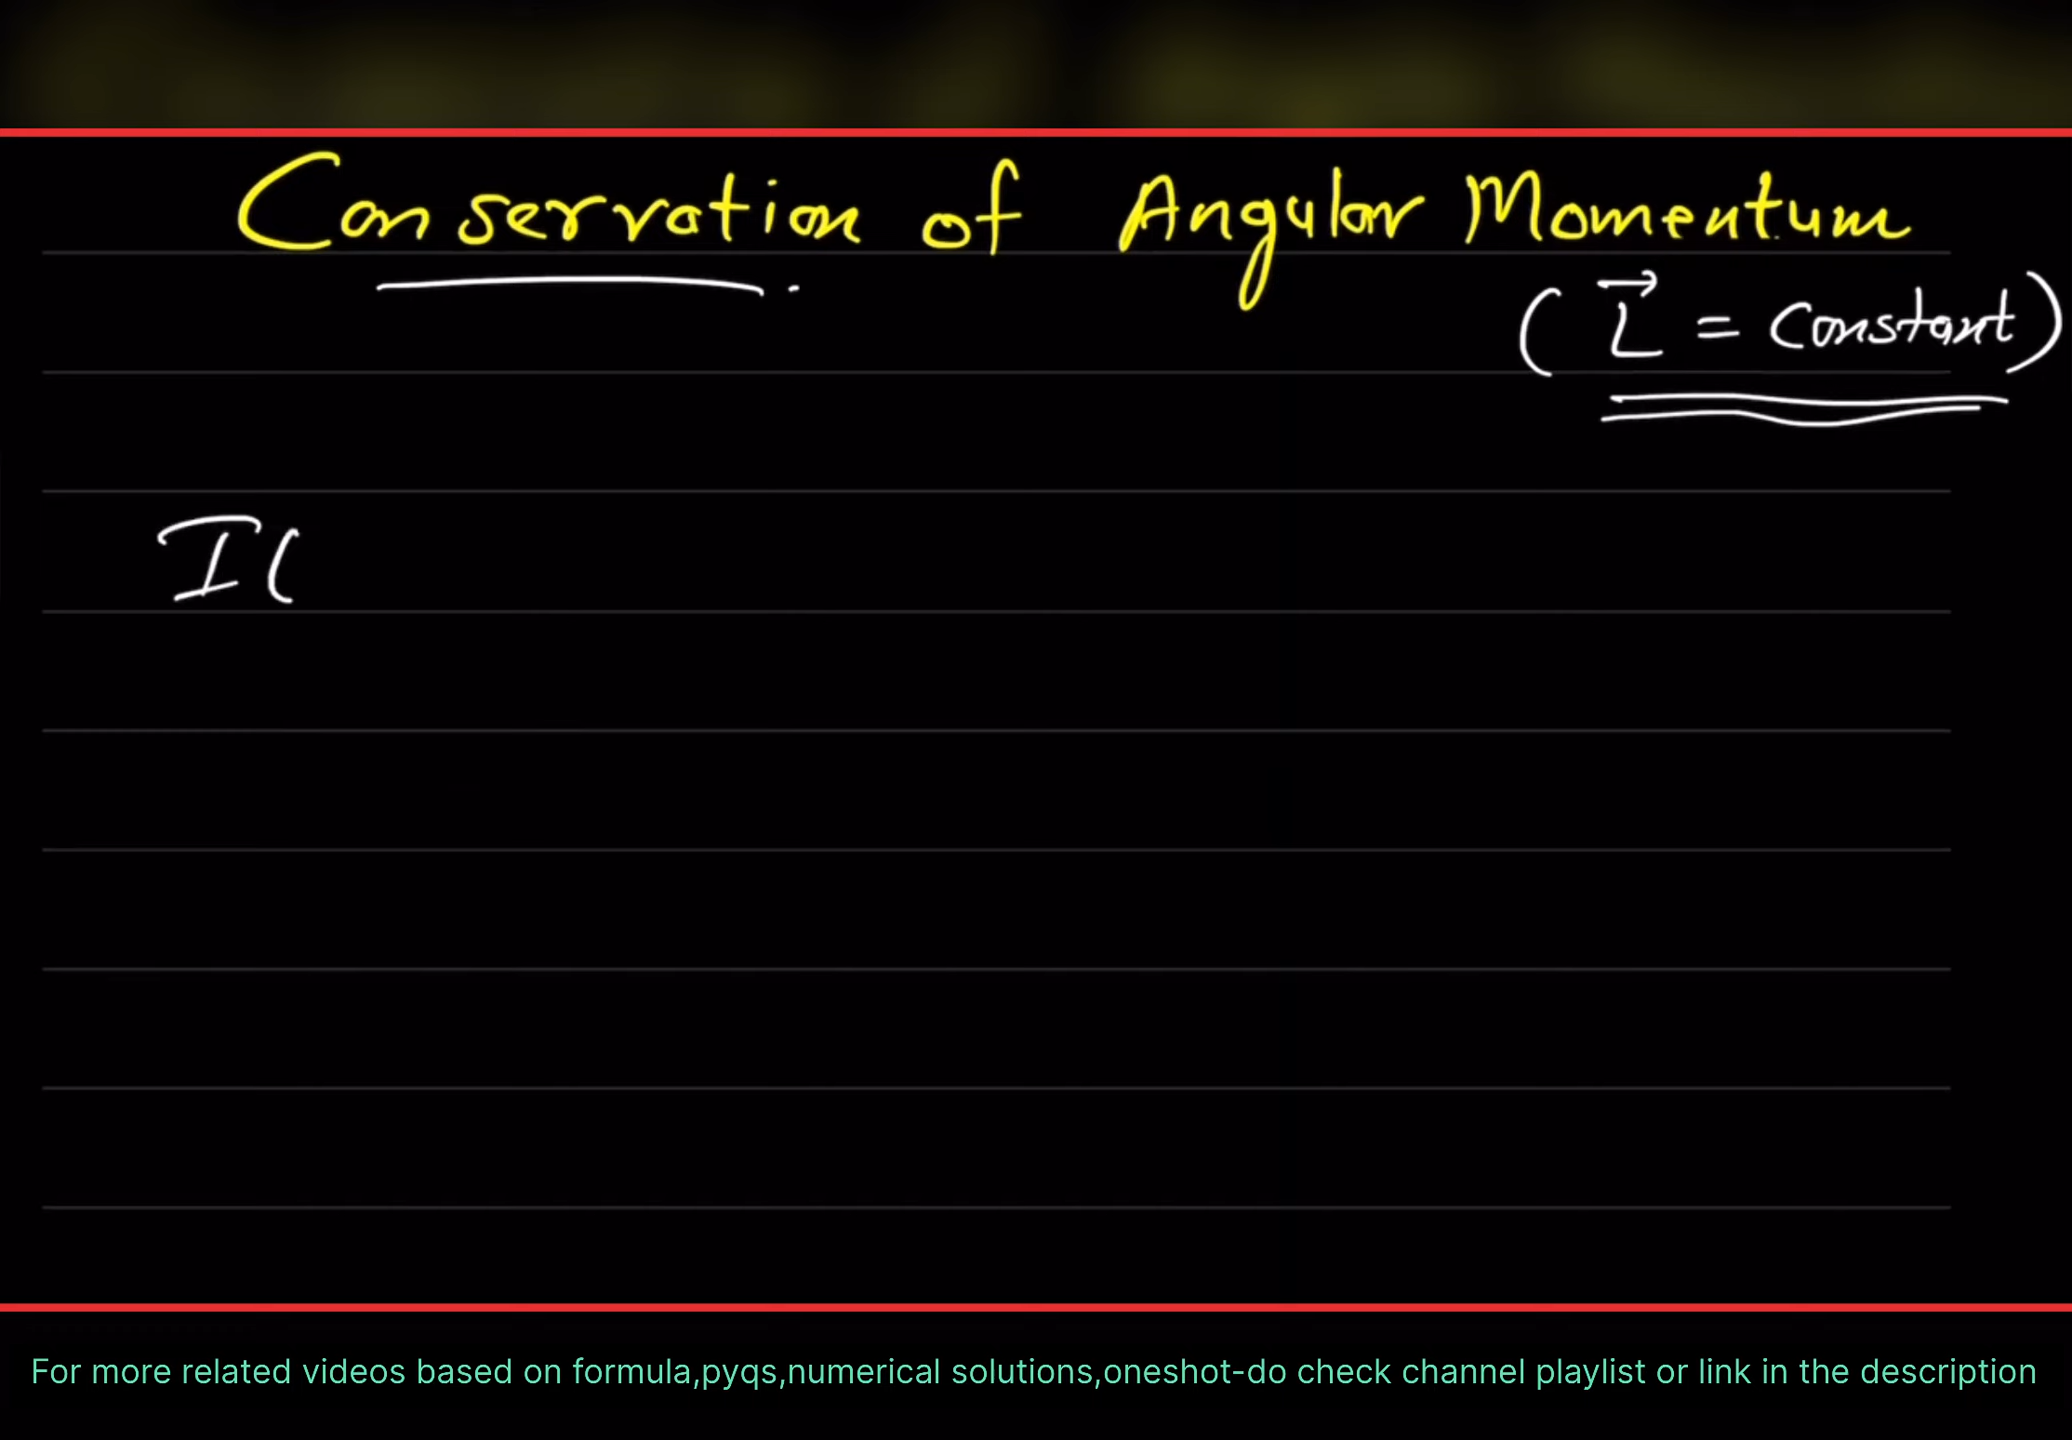 Conservation of Angular Momentum
(L⃗ = Constant)
I(
For more related videos based on formula,pyqs,numerical solutions,oneshot-do check channel playlist or link in the description